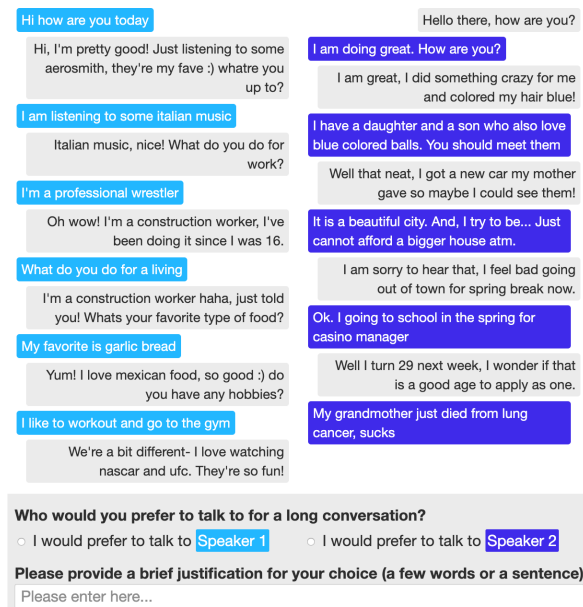 Hi how are you today
Hi, I'm pretty good! Just listening to some
aerosmith, they're my fave :) whatre you
up to?
I am listening to some italian music
Italian music, nice! What do you do for
work?
I'm a professional wrestler
Oh wow! I'm a construction worker, I've
been doing it since I was 16.
What do you do for a living
I'm a construction worker haha, just told
you! Whats your favorite type of food?
My favorite is garlic bread
Yum! I love mexican food, so good :) do
you have any hobbies?
I like to workout and go to the gym
We're a bit different- I love watching
nascar and ufc. They're so fun!
Hello there, how are you?
I am doing great. How are you?
I am great, I did something crazy for me
and colored my hair blue!
I have a daughter and a son who also love
blue colored balls. You should meet them
Well that neat, I got a new car my mother
gave so maybe I could see them!
It is a beautiful city. And, I try to be... Just
cannot afford a bigger house atm.
I am sorry to hear that, I feel bad going
out of town for spring break now.
Ok. I going to school in the spring for
casino manager
Well I turn 29 next week, I wonder if that
is a good age to apply as one.
My grandmother just died from lung
cancer, sucks
Who would you prefer to talk to for a long conversation?
I would prefer to talk to Speaker 1
I would prefer to talk to Speaker 2
Please provide a brief justification for your choice (a few words or a sentence)
Please enter here...